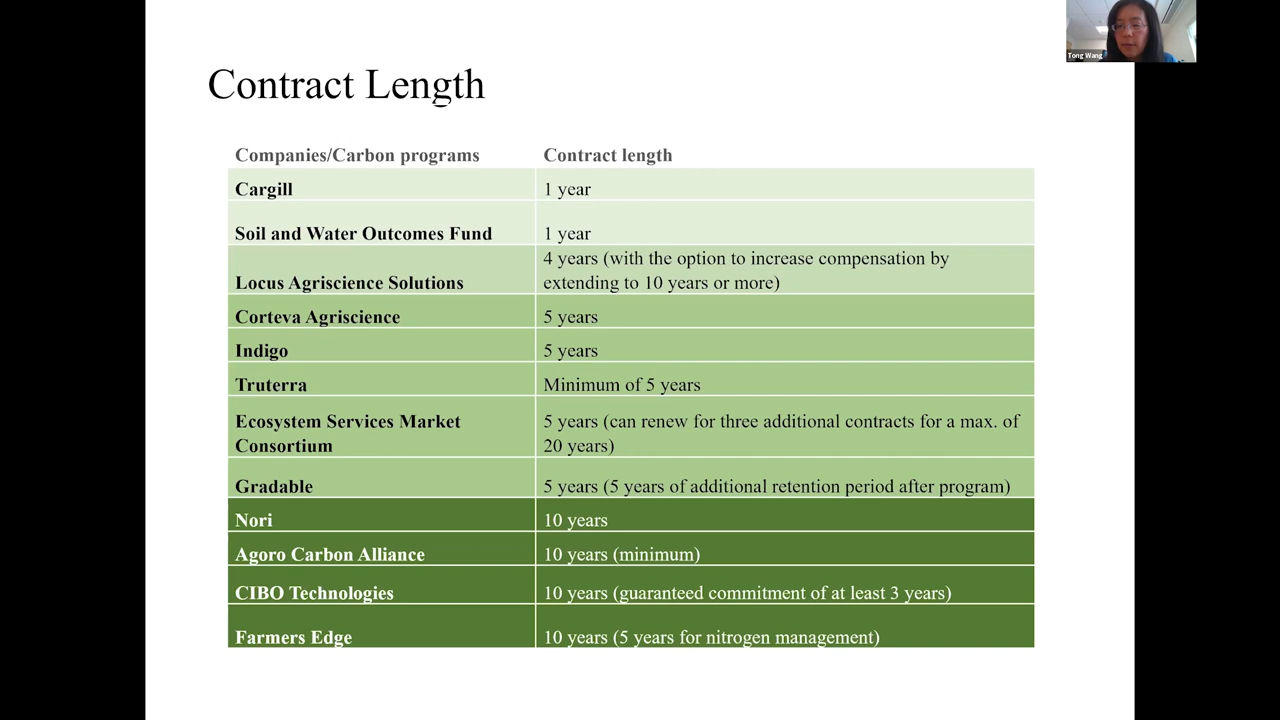 Tong Wang
Contract Length
Companies/Carbon programs Contract length
Cargill 1 year
Soil and Water Outcomes Fund 1 year
Locus Agriscience Solutions 4 years (with the option to increase compensation by
extending to 10 years or more)
Corteva Agriscience 5 years
Indigo 5 years
Truterra Minimum of 5 years
Ecosystem Services Market
Consortium
5 years (can renew for three additional contracts for a max. of
20 years)
Gradable 5 years (5 years of additional retention period after program)
Nori 10 years
Agoro Carbon Alliance 10 years (minimum)
CIBO Technologies 10 years (guaranteed commitment of at least 3 years)
Farmers Edge 10 years (5 years for nitrogen management)